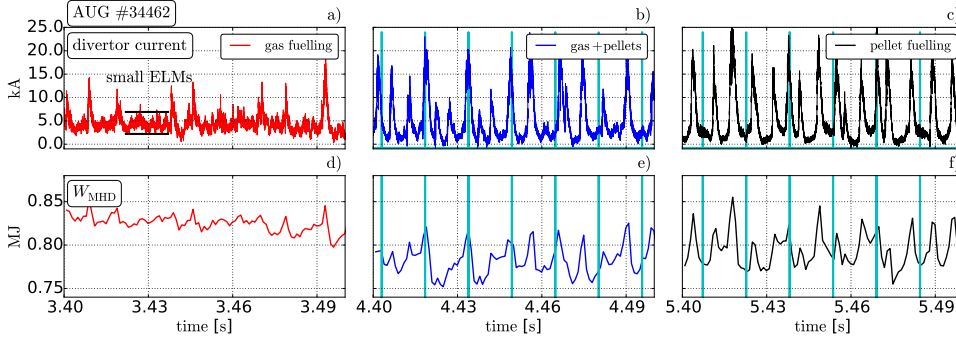 AUG #34462
a)
b)
c)
25.0
20.0
15.0
10.0
5.0
0.0
kA
divertor current
gas fuelling
small ELMs
gas+pellets
pellet fuelling
d)
e)
f)
0.85
0.80
0.75
MJ
W_MHD
3.40 3.43 3.46 3.49
4.40 4.43 4.46 4.49
5.40 5.43 5.46 5.49
time [s]
time [s]
time [s]